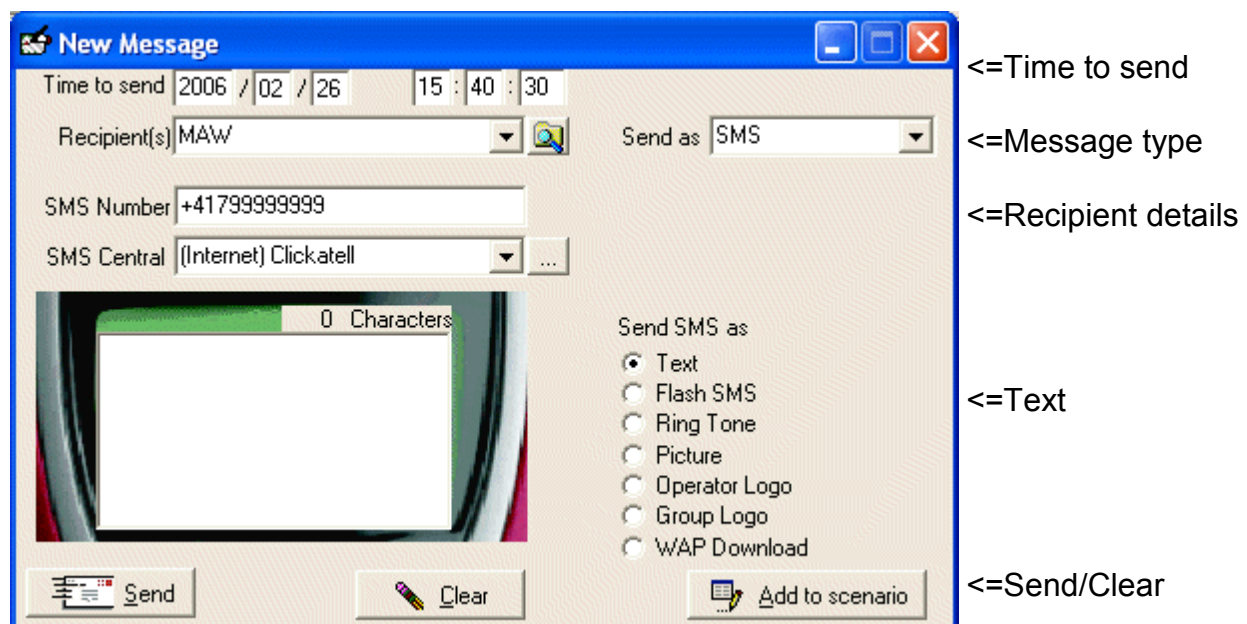 New Message
<=Time to send
Time to send 2006 / 02 / 26 15 : 40 : 30
Recipient(s) MAW Send as SMS
<=Message type
SMS Number +41799999999
<=Recipient details
SMS Central (Internet) Clickatell ...
0 Characters
Send SMS as
Text
Flash SMS
<=Text
Ring Tone
Picture
Operator Logo
Group Logo
WAP Download
Send Clear Add to scenario
<=Send/Clear